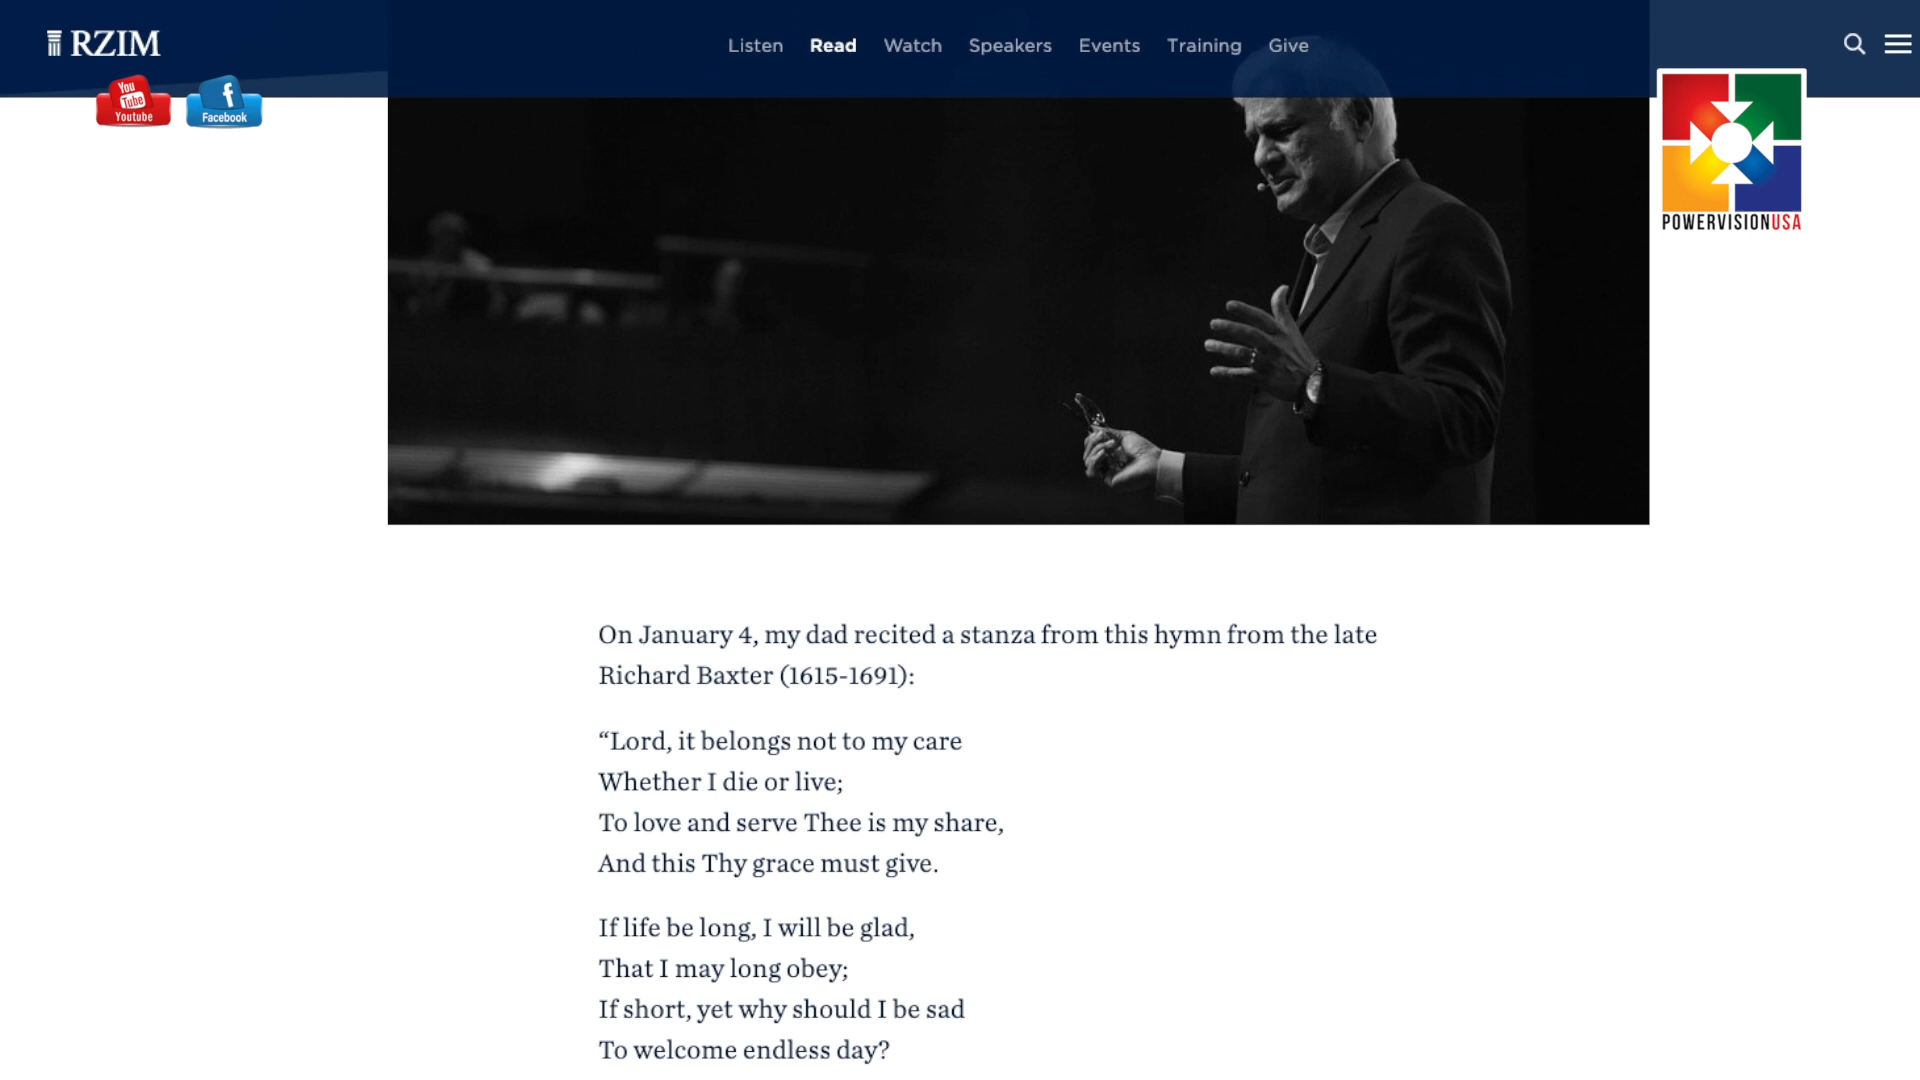 RZIM
Listen Read Watch Speakers Events Training Give
You
Tube
Youtube
f
Facebook
POWERVISIONUSA
On January 4, my dad recited a stanza from this hymn from the late
Richard Baxter (1615-1691):
“Lord, it belongs not to my care
Whether I die or live;
To love and serve Thee is my share,
And this Thy grace must give.
If life be long, I will be glad,
That I may long obey;
If short, yet why should I be sad
To welcome endless day?